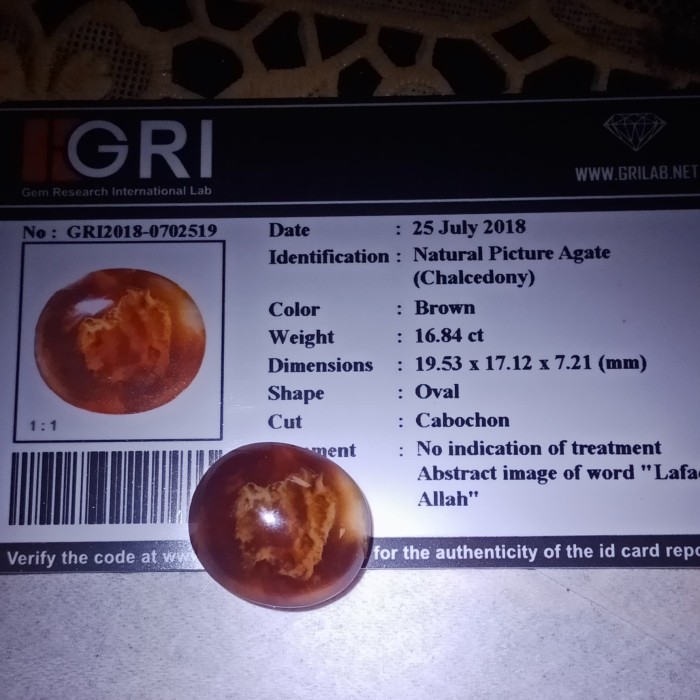 GRI
Gem Research International Lab
WWW.GRILAB.NET
No : GRI2018-0702519
Date : 25 July 2018
Identification : Natural Picture Agate
(Chalcedony)
Color : Brown
Weight : 16.84 ct
Dimensions : 19.53 x 17.12 x 7.21 (mm)
Shape : Oval
Cut : Cabochon
: No indication of treatment
Abstract image of word "Lafa
Allah"
1:1
Verify the code at for the authenticity of the id card